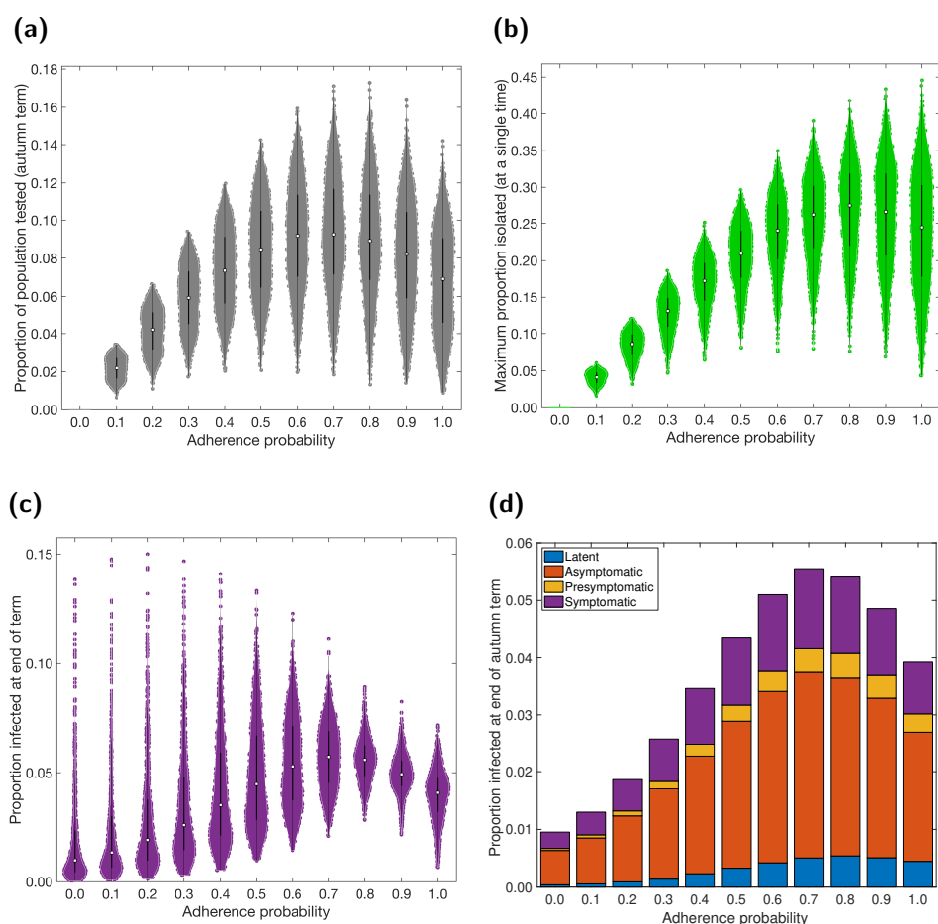 (a)
Proportion of population tested (autumn term)
0.18
0.16
0.14
0.12
0.10
0.08
0.06
0.04
0.02
0.00
0.0 0.1 0.2 0.3 0.4 0.5 0.6 0.7 0.8 0.9 1.0
Adherence probability
(b)
Maximum proportion isolated (at a single time)
0.45
0.40
0.35
0.30
0.25
0.20
0.15
0.10
0.05
0.00
0.0 0.1 0.2 0.3 0.4 0.5 0.6 0.7 0.8 0.9 1.0
Adherence probability
(c)
Proportion infected at end of term
0.15
0.10
0.05
0.00
0.0 0.1 0.2 0.3 0.4 0.5 0.6 0.7 0.8 0.9 1.0
Adherence probability
(d)
Proportion infected at end of autumn term
0.06
0.05
0.04
0.03
0.02
0.01
0.00
Latent
Asymptomatic
Presymptomatic
Symptomatic
0.0 0.1 0.2 0.3 0.4 0.5 0.6 0.7 0.8 0.9 1.0
Adherence probability